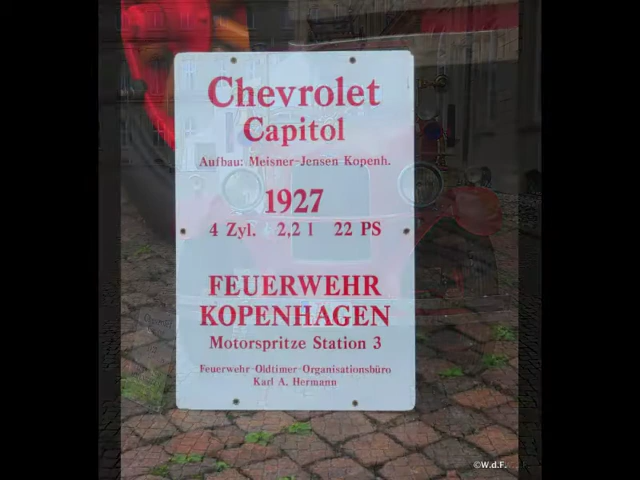 Chevrolet
Capitol
Aufbau: Meisner-Jensen Kopenh.
1927
4 Zyl. 2,2 l 22 PS
FEUERWEHR
KOPENHAGEN
Motorspritze Station 3
Feuerwehr-Oldtimer-Organisationsbüro
Karl A. Hermann
©W.d.F.